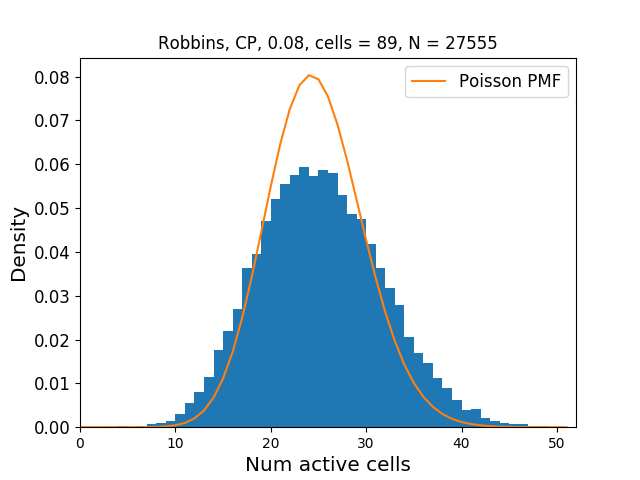 Robbins, CP, 0.08, cells = 89, N = 27555
Poisson PMF
Density
0.08
0.07
0.06
0.05
0.04
0.03
0.02
0.01
0.00
0 10 20 30 40 50
Num active cells